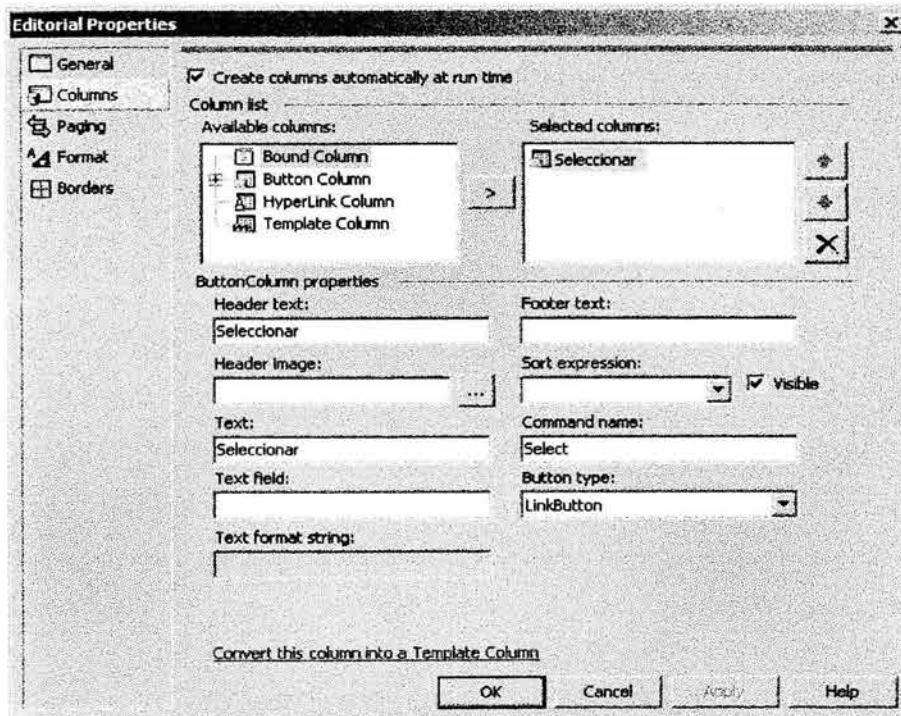 Editorial Properties
General
Columns
Paging
Format
Borders
Create columns automatically at run time
Column list
Available columns:
Bound Column
Button Column
HyperLink Column
Template Column
>
Selected columns:
Seleccionar
ButtonColumn properties
Header text:
Seleccionar
Footer text:
Header image:
...
Sort expression:
Visible
Text:
Seleccionar
Command name:
Select
Text field:
Button type:
LinkButton
Text format string:
Convert this column into a Template Column
OK
Cancel
Apply
Help